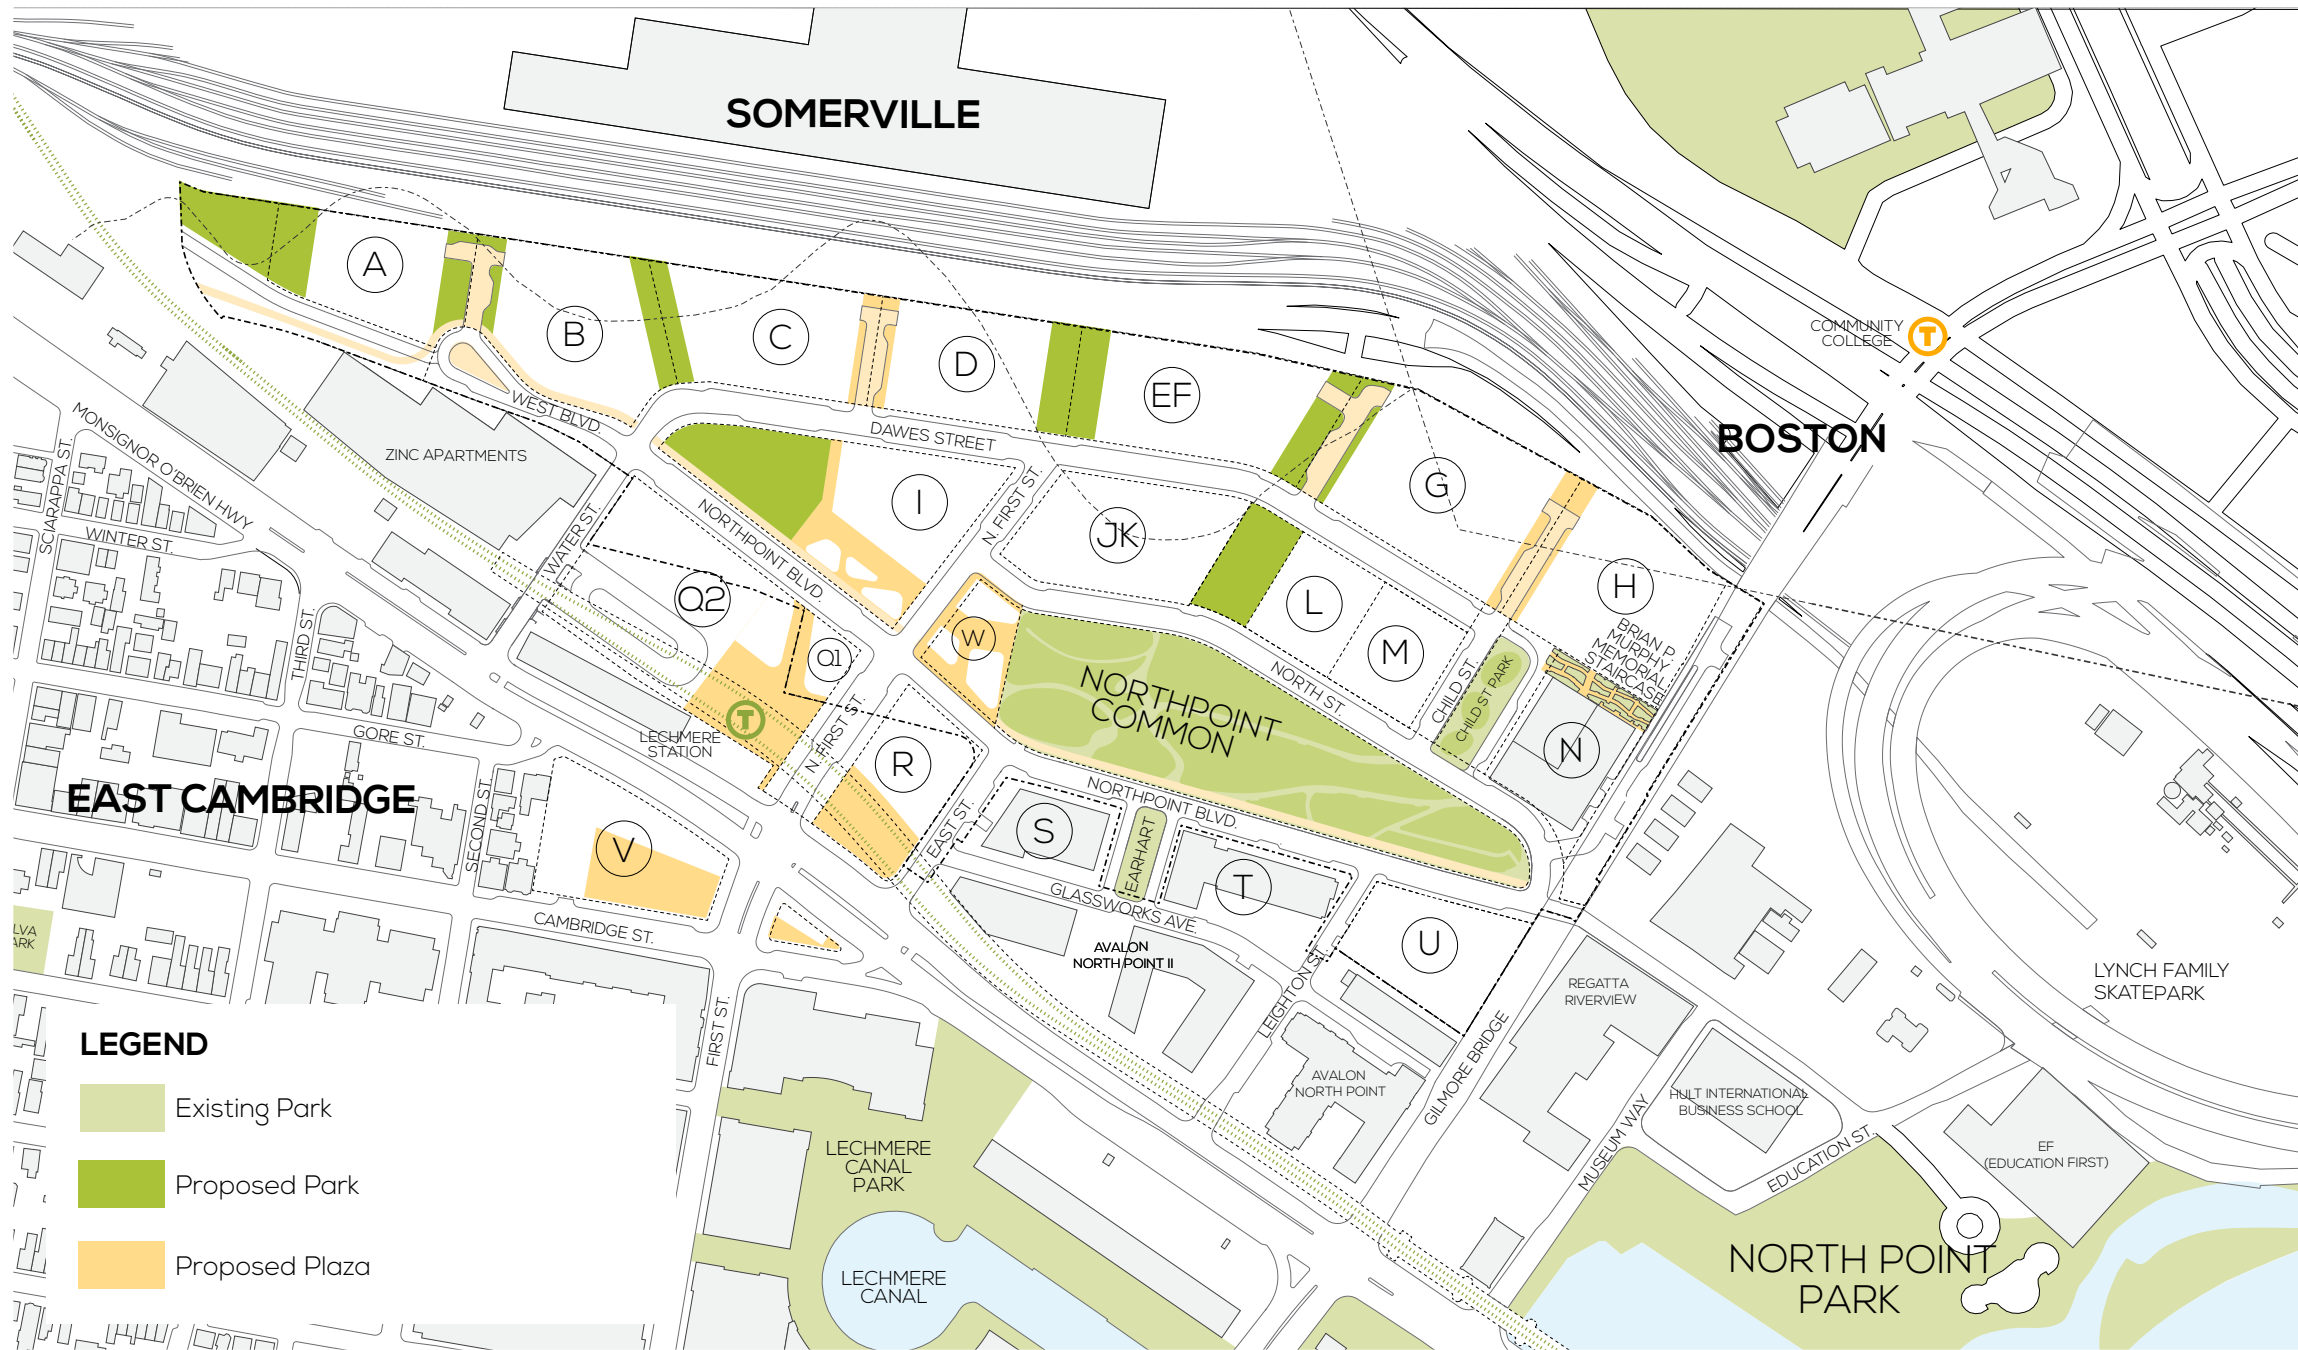 SOMERVILLE
A
B
C
D
EF
G
H
I
JK
L
M
N
Q2
Q1
R
S
T
U
V
W
COMMUNITY
COLLEGE
T
BOSTON
WEST BLVD.
DAWES STREET
ZINC APARTMENTS
MONSIGNOR O'BRIEN HWY
SCIARAPPA ST.
WINTER ST.
WATER ST.
THIRD ST.
NORTHPOINT BLVD.
N. FIRST ST.
BRIAN P.
MURPHY
MEMORIAL
STAIRCASE
CHILD ST.
CHILD ST PARK
NORTH ST.
NORTHPOINT
COMMON
T
LECHMERE
STATION
N. FIRST ST.
GORE ST.
EAST CAMBRIDGE
SECOND ST.
EAST ST.
NORTHPOINT BLVD.
EARHART
GLASSWORKS AVE.
CAMBRIDGE ST.
AVALON
NORTH POINT II
LEIGHTON ST.
FIRST ST.
GILMORE BRIDGE
REGATTA
RIVERVIEW
AVALON
NORTH POINT
LYNCH FAMILY
SKATEPARK
HULT INTERNATIONAL
BUSINESS SCHOOL
MUSEUM WAY
EDUCATION ST.
EF
(EDUCATION FIRST)
LVA
ARK
LECHMERE
CANAL
PARK
LECHMERE
CANAL
NORTH POINT
PARK
LEGEND
Existing Park
Proposed Park
Proposed Plaza